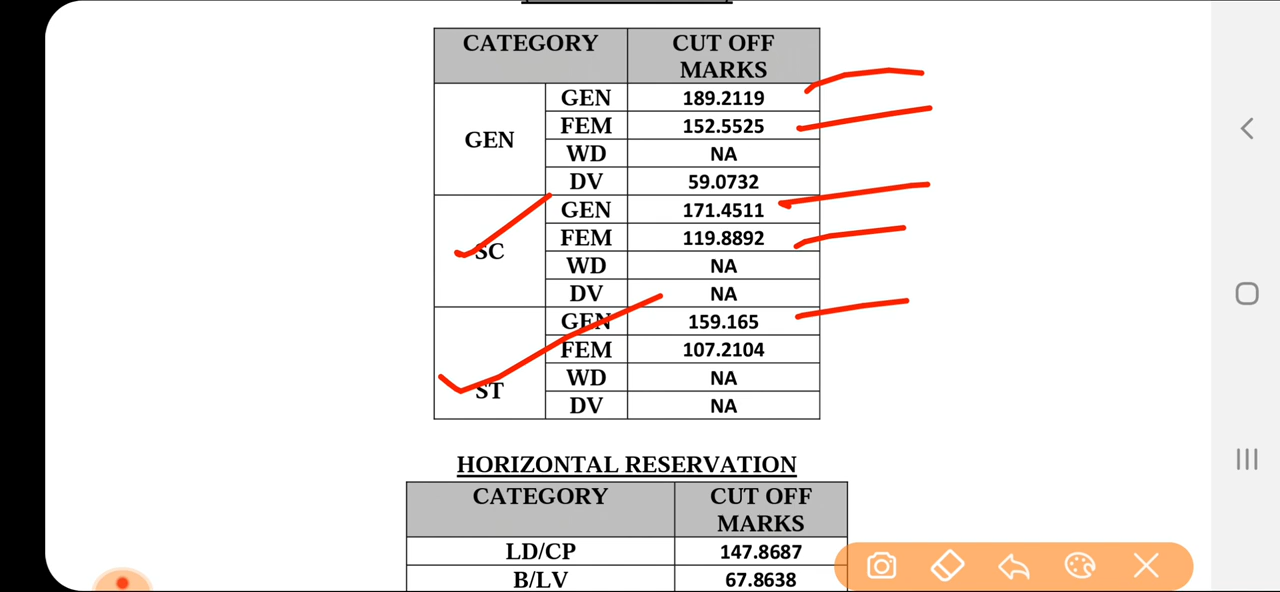 CATEGORY CUT OFF MARKS
GEN GEN 189.2119
FEM 152.5525
WD NA
DV 59.0732
SC GEN 171.4511
FEM 119.8892
WD NA
DV NA
ST GEN 159.165
FEM 107.2104
WD NA
DV NA
HORIZONTAL RESERVATION
CATEGORY CUT OFF MARKS
LD/CP 147.8687
B/LV 67.8638